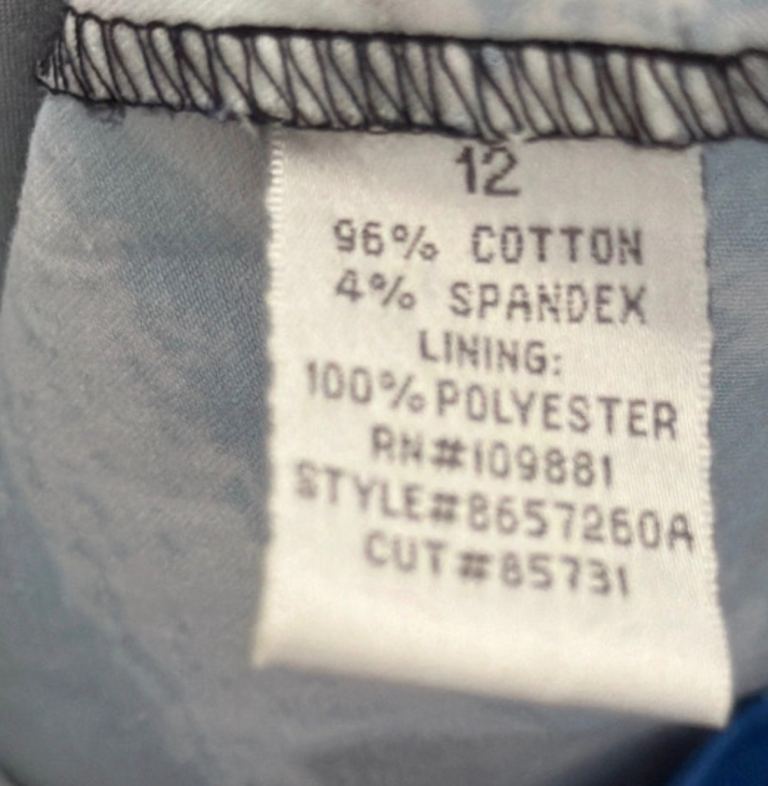 12
96% COTTON
4% SPANDEX
LINING:
100% POLYESTER
RN#109881
STYLE#8657260A
CUT#85731